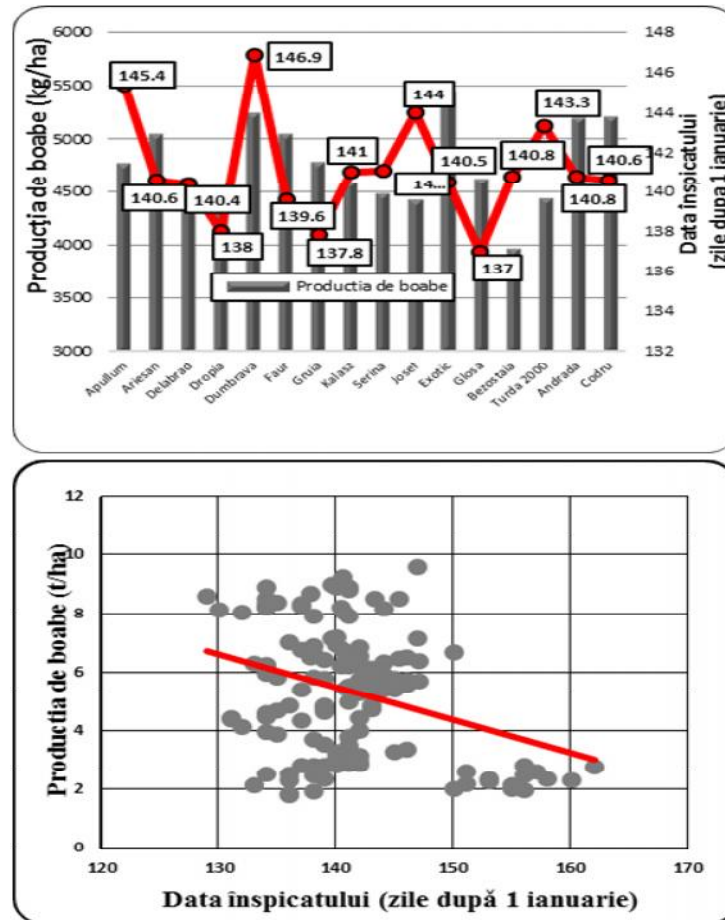 Producţia de boabe (kg/ha)
6000
5500
5000
4500
4000
3500
3000
148
146
144
142
140
138
136
134
132
Data înspicatului
(zile dupa 1 ianuarie)
145.4
140.6
140.4
138
146.9
139.6
137.8
141
14...
144
140.5
137
140.8
143.3
140.8
140.6
Productia de boabe
Apullum
Ariesan
Delabrao
Dropia
Dumbrava
Faur
Gruia
Kalasz
Serina
Exotic
Glosa
Bezostaia
Turda 2000
Andrada
Codru
Productia de boabe (t/ha)
12
10
8
6
4
2
0
120
130
140
150
160
170
Data înspicatului (zile după 1 ianuarie)